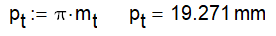 pₜ := π·mₜ    pₜ = 19.271 mm